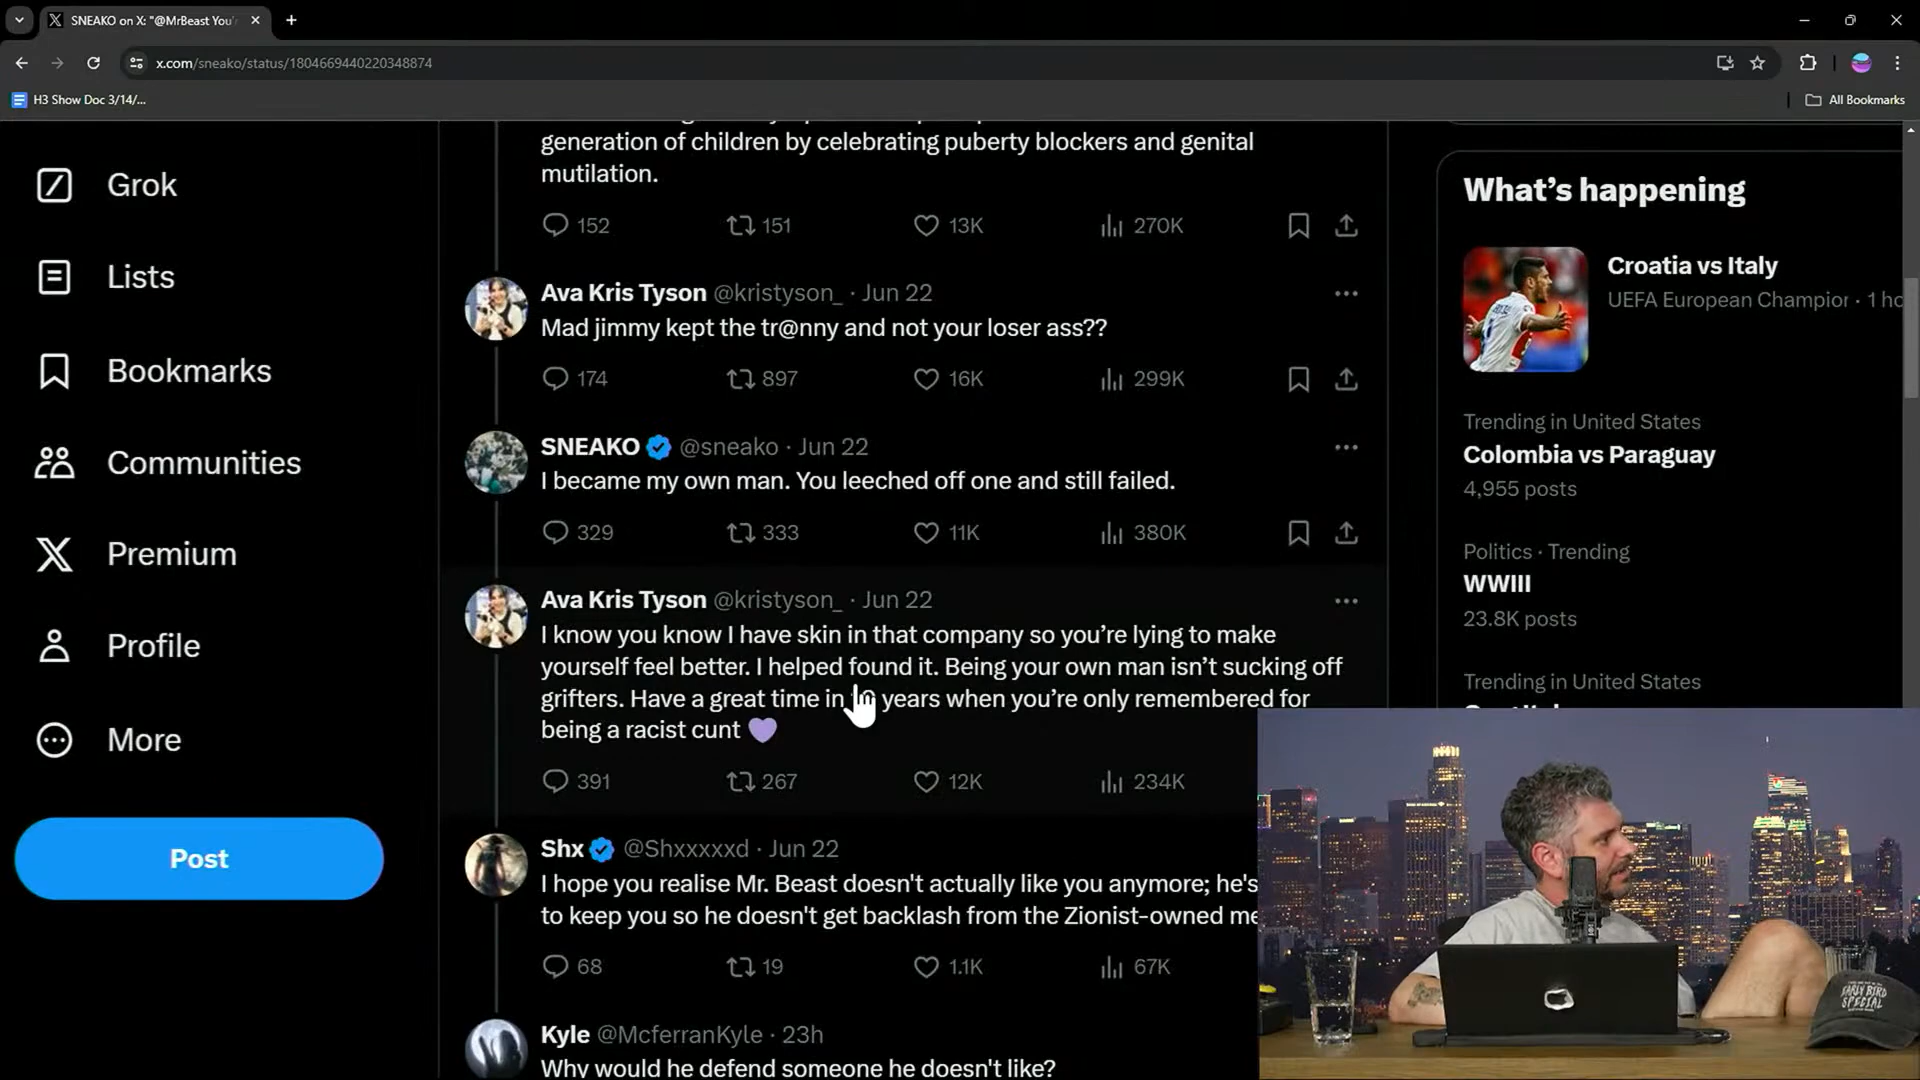 SNEAKO on X: "@MrBeast You'
x.com/sneako/status/1804669440220348874
H3 Show Doc 3/14/...
All Bookmarks
Grok
Lists
Bookmarks
Communities
Premium
Profile
More
Post
generation of children by celebrating puberty blockers and genital
mutilation.
152 151 13K 270K
Ava Kris Tyson @kristyson_ · Jun 22
Mad jimmy kept the tr@nny and not your loser ass??
174 897 16K 299K
SNEAKO @sneako · Jun 22
I became my own man. You leeched off one and still failed.
329 333 11K 380K
Ava Kris Tyson @kristyson_ · Jun 22
I know you know I have skin in that company so you’re lying to make
yourself feel better. I helped found it. Being your own man isn’t sucking off
grifters. Have a great time in years when you’re only remembered for
being a racist cunt 💜
391 267 12K 234K
Shx @Shxxxxxd · Jun 22
I hope you realise Mr. Beast doesn't actually like you anymore; he's
to keep you so he doesn't get backlash from the Zionist-owned me
68 19 1.1K 67K
Kyle @McferranKyle · 23h
Why would he defend someone he doesn't like?
What’s happening
Croatia vs Italy
UEFA European Champior · 1 ho
Trending in United States
Colombia vs Paraguay
4,955 posts
Politics · Trending
WWIII
23.8K posts
Trending in United States
EARLY BIRD
SPECIAL